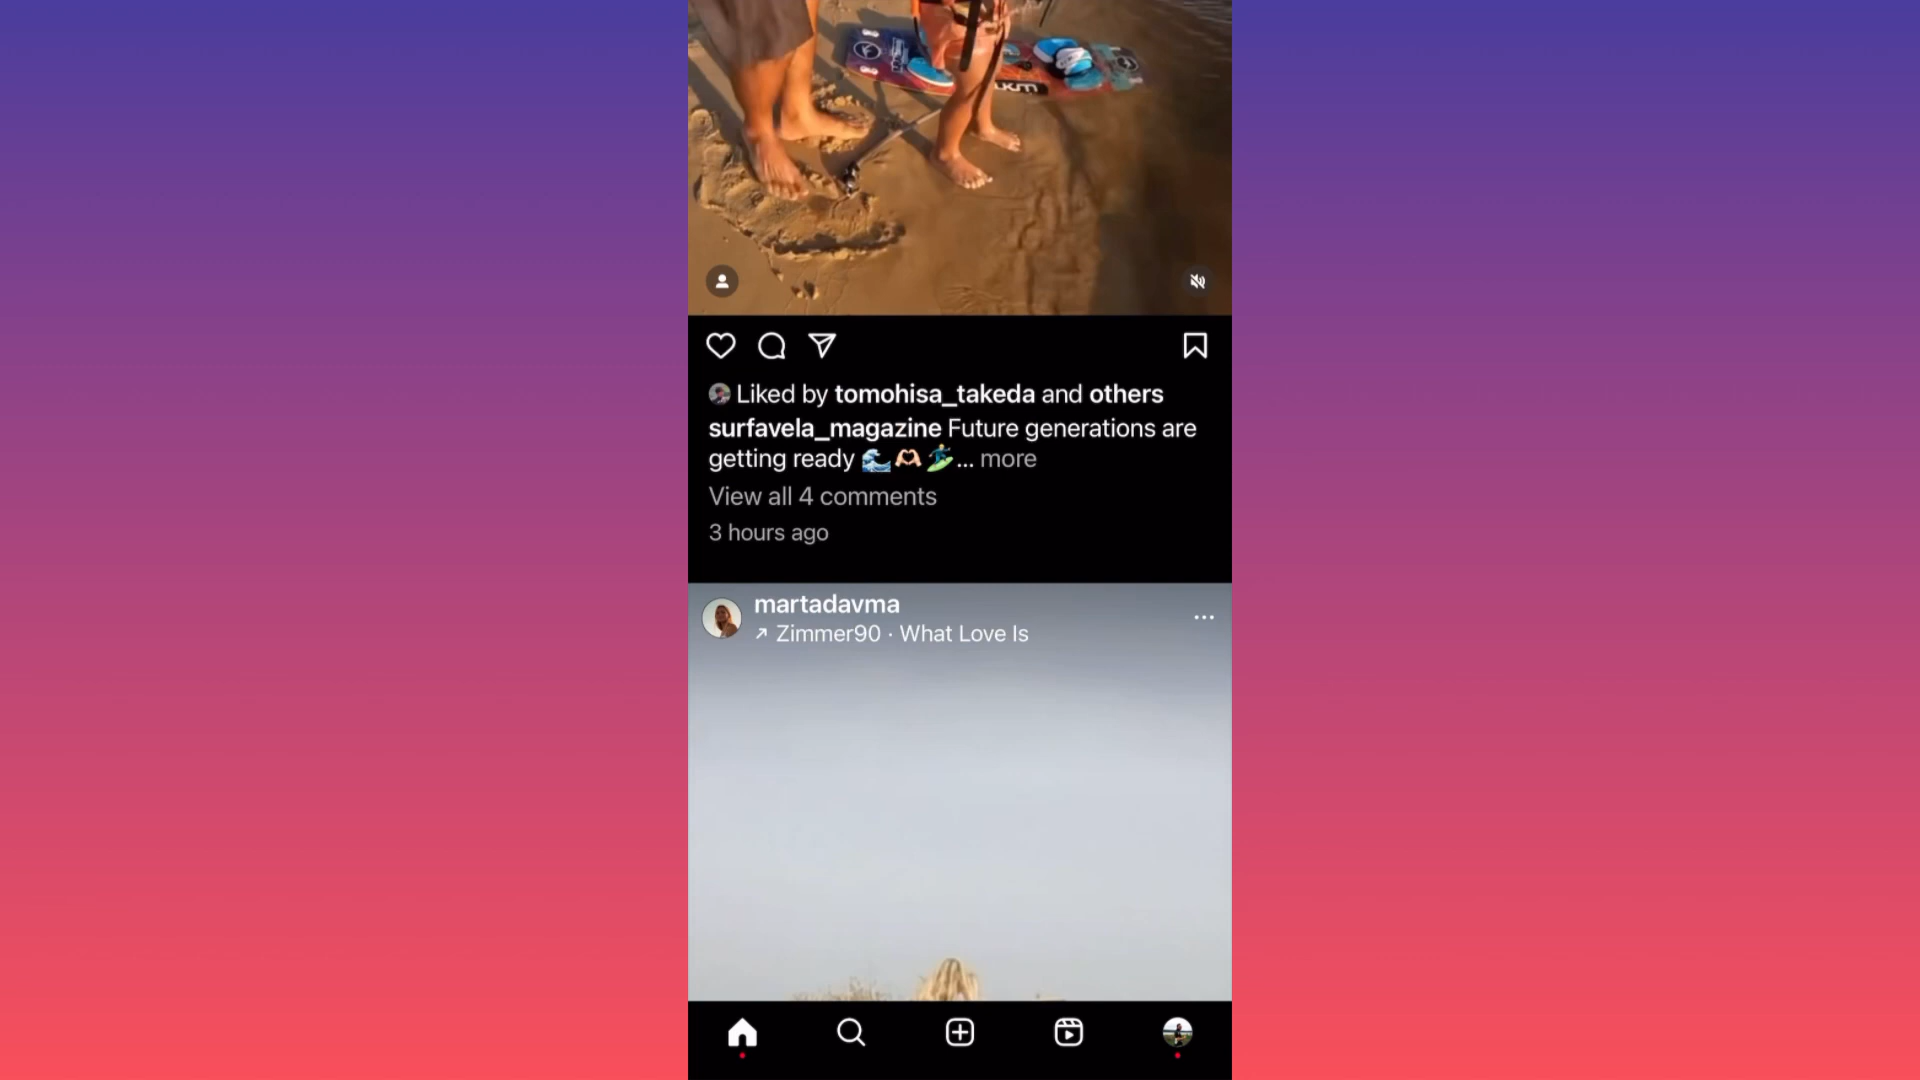 Liked by tomohisa_takeda and others
surfavela_magazine Future generations are
getting ready 🌊🫶🏻🏄‍♂️... more
View all 4 comments
3 hours ago
martadavma
Zimmer90 · What Love Is